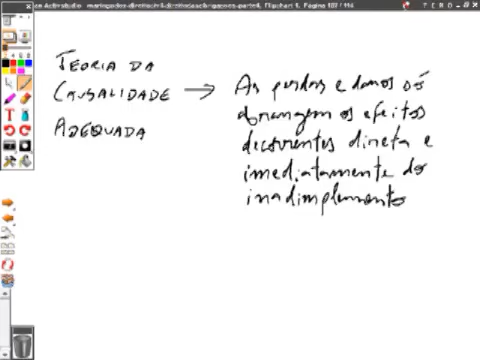 TEORIA DA
CAUSALIDADE →
ADEQUADA
As perdas e danos só
abrangem os efeitos
decorrentes direta e
imediatamente do
inadimplemento